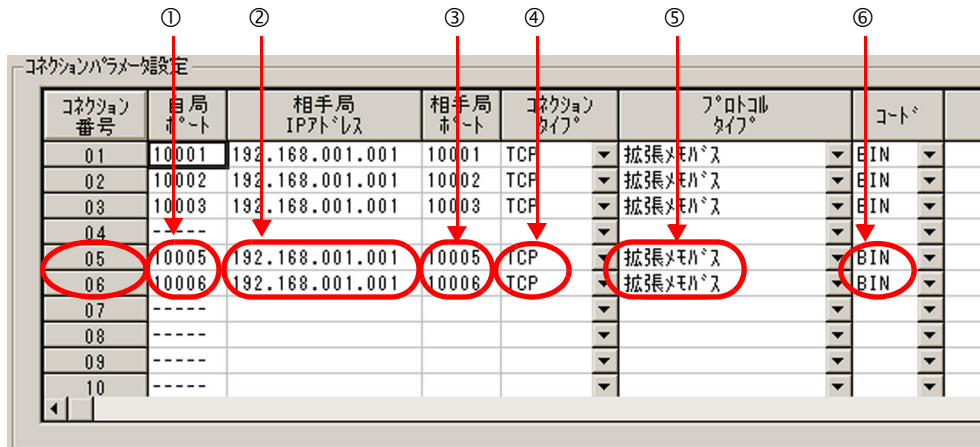 ① ② ③ ④ ⑤ ⑥
コネクションパラメータ設定
コネクション番号 自局ポート 相手局IPアドレス 相手局ポート コネクションタイプ プロトコルタイプ コード
01 10001 192.168.001.001 10001 TCP 拡張メモバス BIN
02 10002 192.168.001.001 10002 TCP 拡張メモバス BIN
03 10003 192.168.001.001 10003 TCP 拡張メモバス BIN
04 -----
05 10005 192.168.001.001 10005 TCP 拡張メモバス BIN
06 10006 192.168.001.001 10006 TCP 拡張メモバス BIN
07 -----
08 -----
09 -----
10 -----